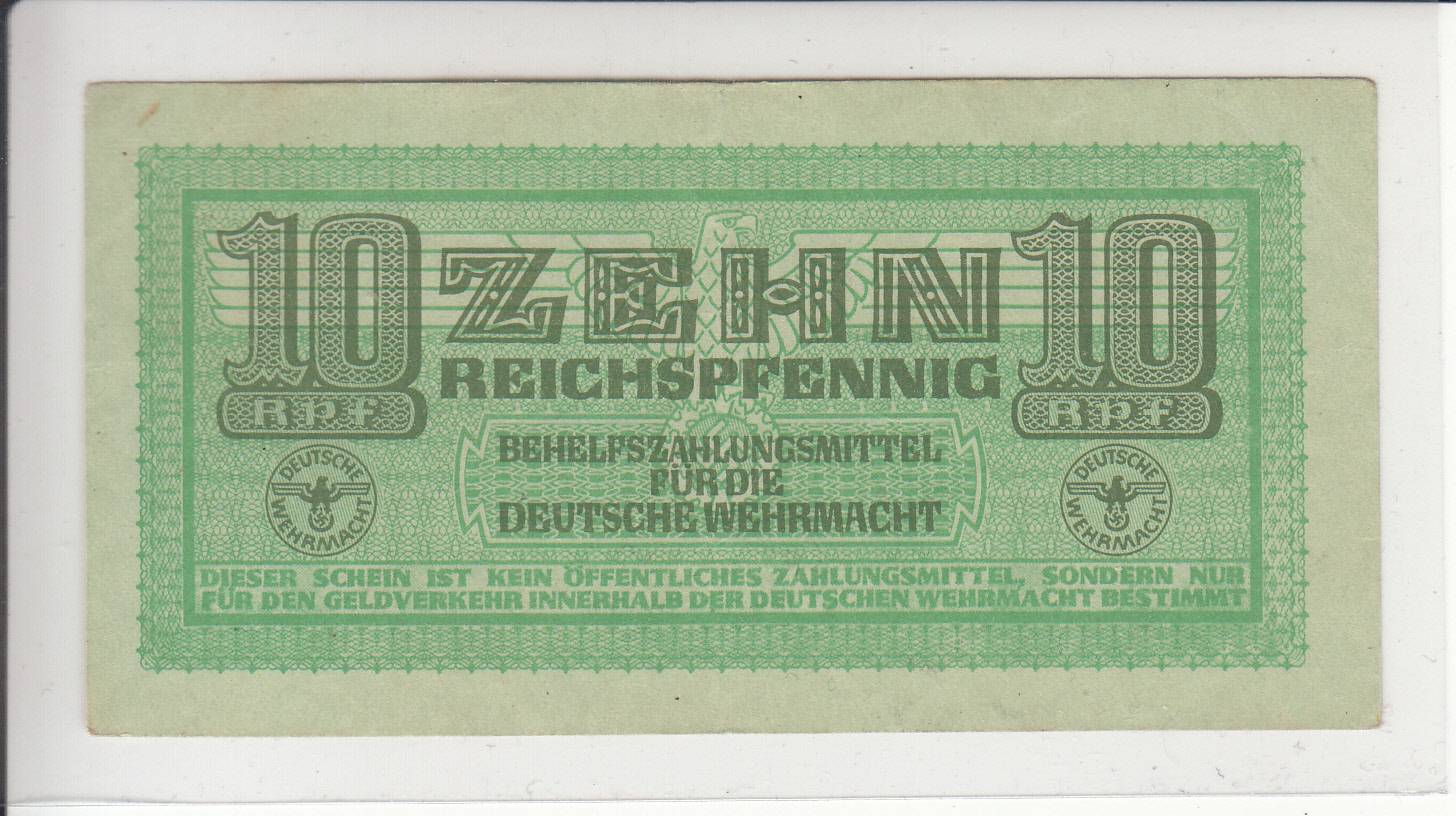 10 ZEHN 10
REICHSPFENNIG
Rpf Rpf
BEHELFSZAHLUNGSMITTEL
FÜR DIE
DEUTSCHE WEHRMACHT
DEUTSCHE WEHRMACHT
DEUTSCHE WEHRMACHT
DIESER SCHEIN IST KEIN ÖFFENTLICHES ZAHLUNGSMITTEL, SONDERN NUR
FÜR DEN GELDVERKEHR INNERHALB DER DEUTSCHEN WEHRMACHT BESTIMMT